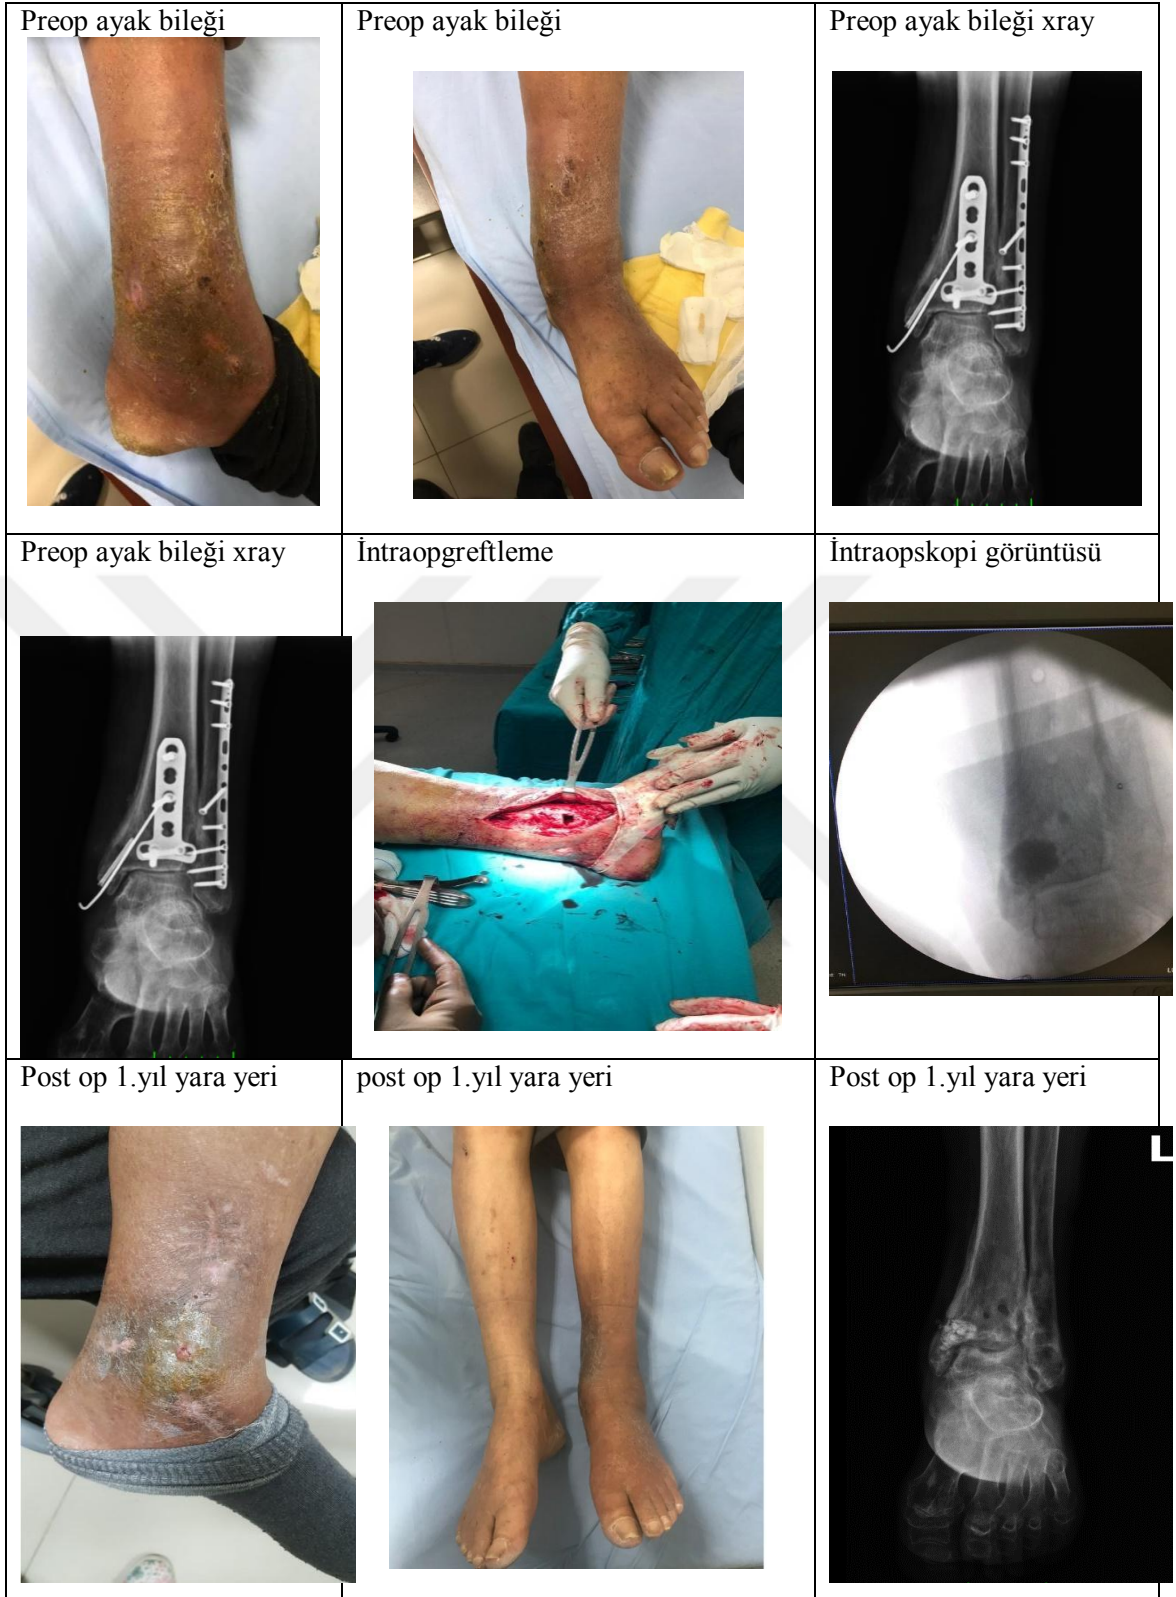 Preop ayak bileği
Preop ayak bileği
Preop ayak bileği xray
Preop ayak bileği xray
İntraopgreftleme
İntraopskopi görüntüsü
Post op 1.yıl yara yeri
post op 1.yıl yara yeri
Post op 1.yıl yara yeri
L